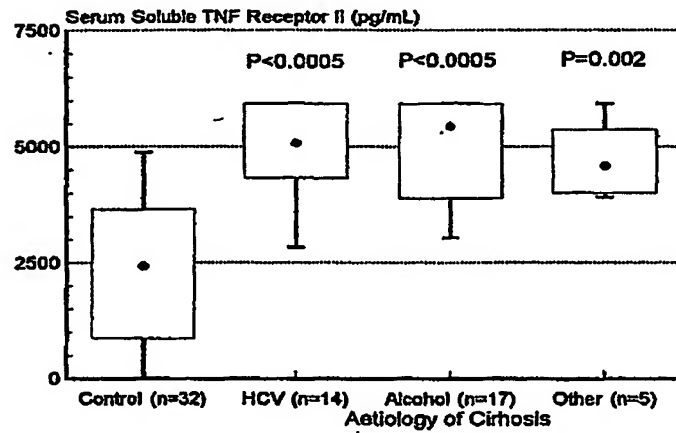 Serum Soluble TNF Receptor II (pg/mL)
7500
P<0.0005 P<0.0005 P=0.002
5000
2500
0
Control (n=32) HCV (n=14) Alcohol (n=17) Other (n=5)
Aetiology of Cirhosis